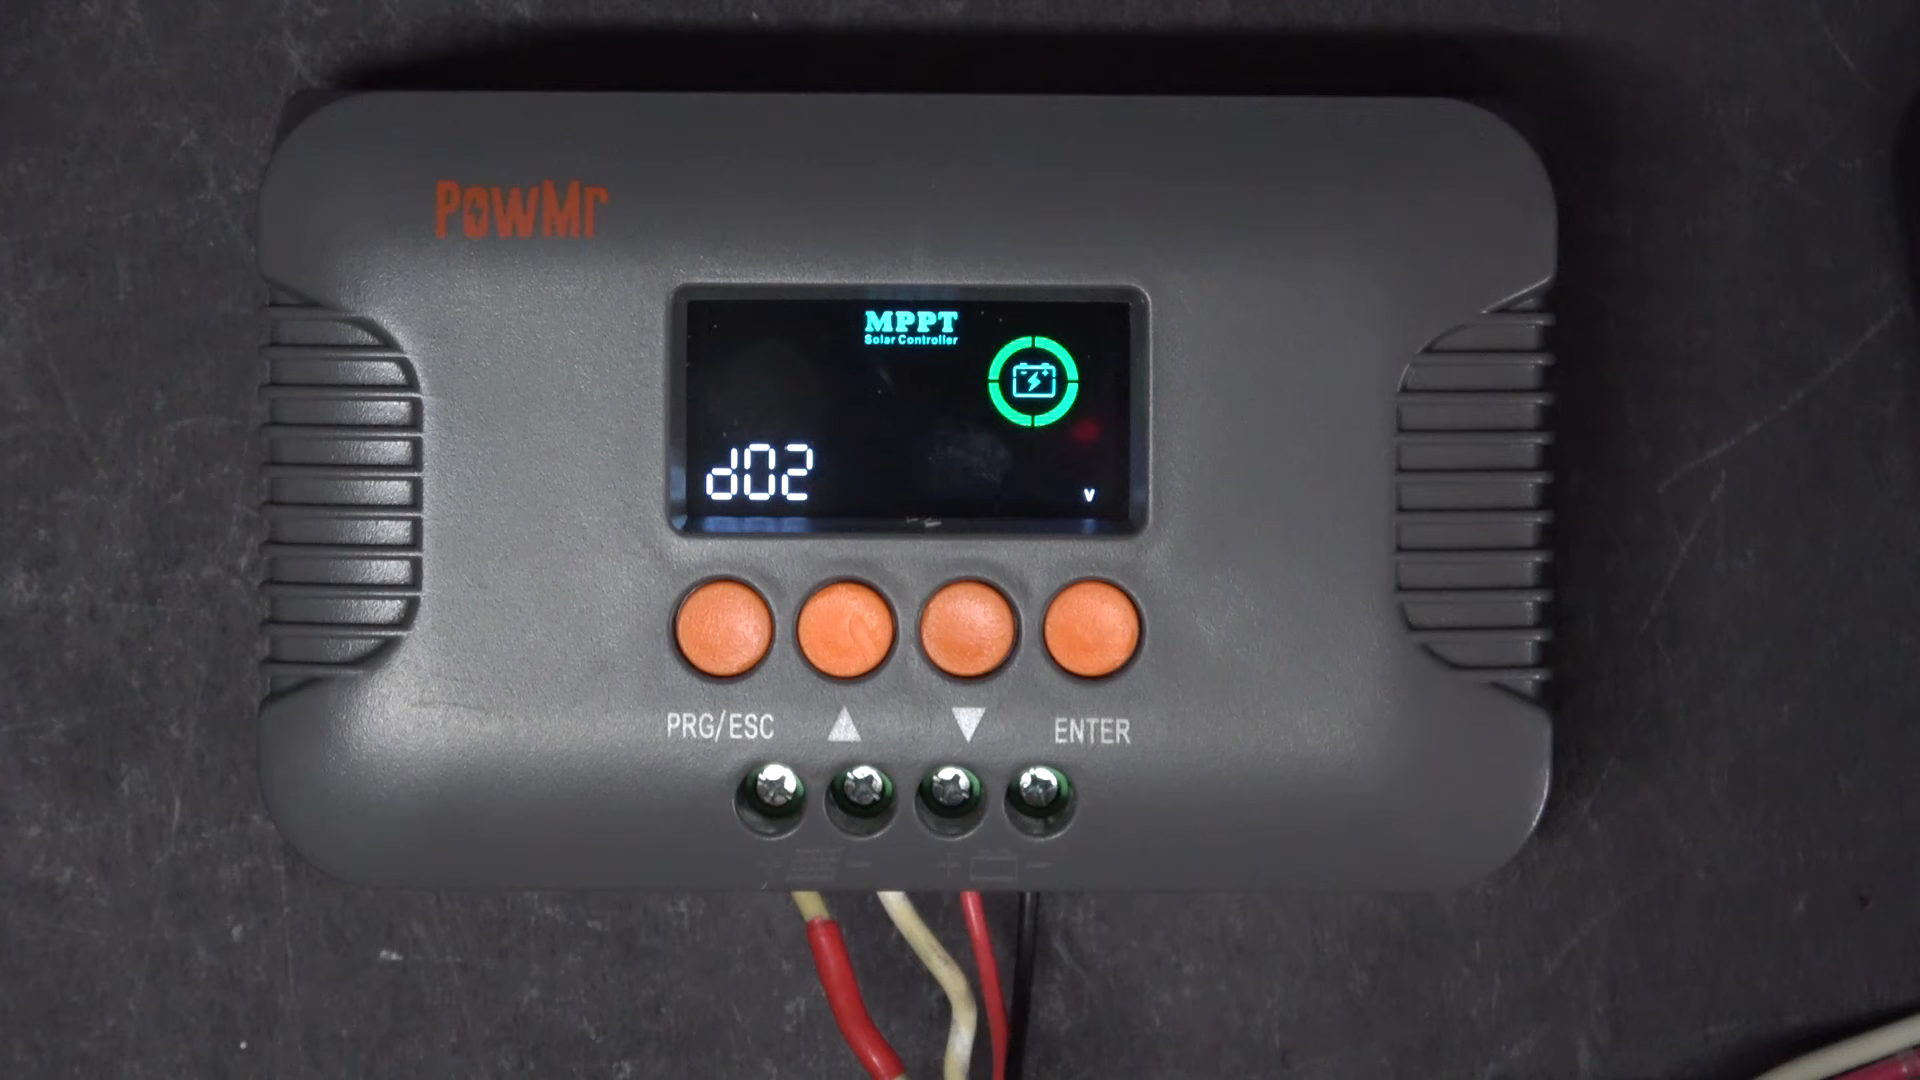 PowMr
MPPT
Solar Controller
d02
v
PRG/ESC ▲ ▼ ENTER